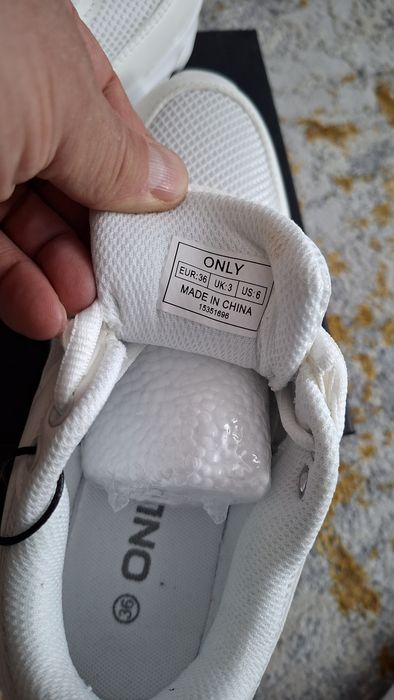 ONLY
EUR:36 UK:3 US:6
MADE IN CHINA
15351696
ONLY
36